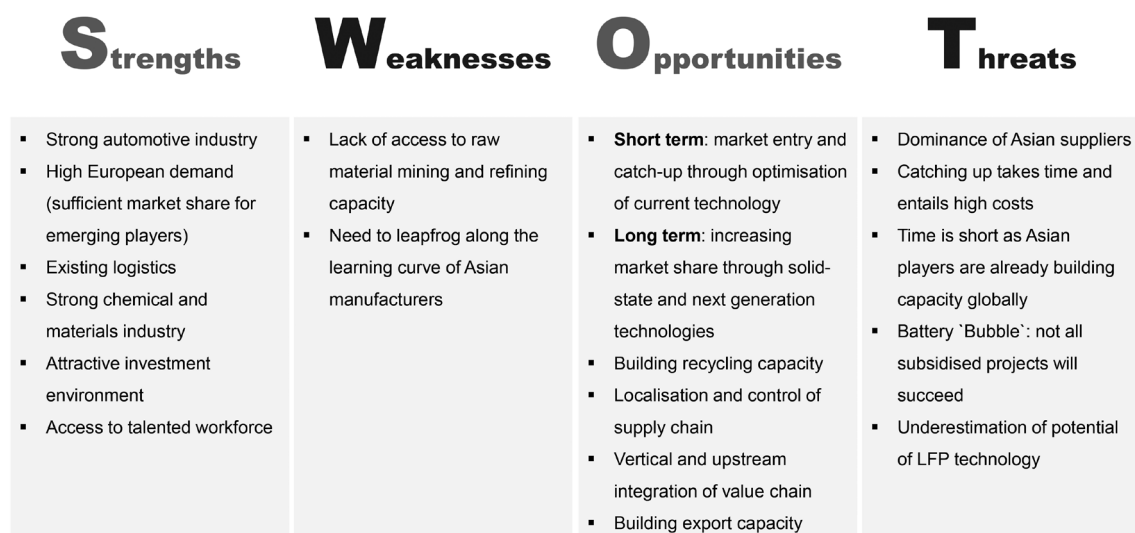 Strengths
▪ Strong automotive industry
▪ High European demand
(sufficient market share for
emerging players)
▪ Existing logistics
▪ Strong chemical and
materials industry
▪ Attractive investment
environment
▪ Access to talented workforce
Weaknesses
▪ Lack of access to raw
material mining and refining
capacity
▪ Need to leapfrog along the
learning curve of Asian
manufacturers
Opportunities
▪ Short term: market entry and
catch-up through optimisation
of current technology
▪ Long term: increasing
market share through solid-
state and next generation
technologies
▪ Building recycling capacity
▪ Localisation and control of
supply chain
▪ Vertical and upstream
integration of value chain
▪ Building export capacity
Threats
▪ Dominance of Asian suppliers
▪ Catching up takes time and
entails high costs
▪ Time is short as Asian
players are already building
capacity globally
▪ Battery `Bubble`: not all
subsidised projects will
succeed
▪ Underestimation of potential
of LFP technology